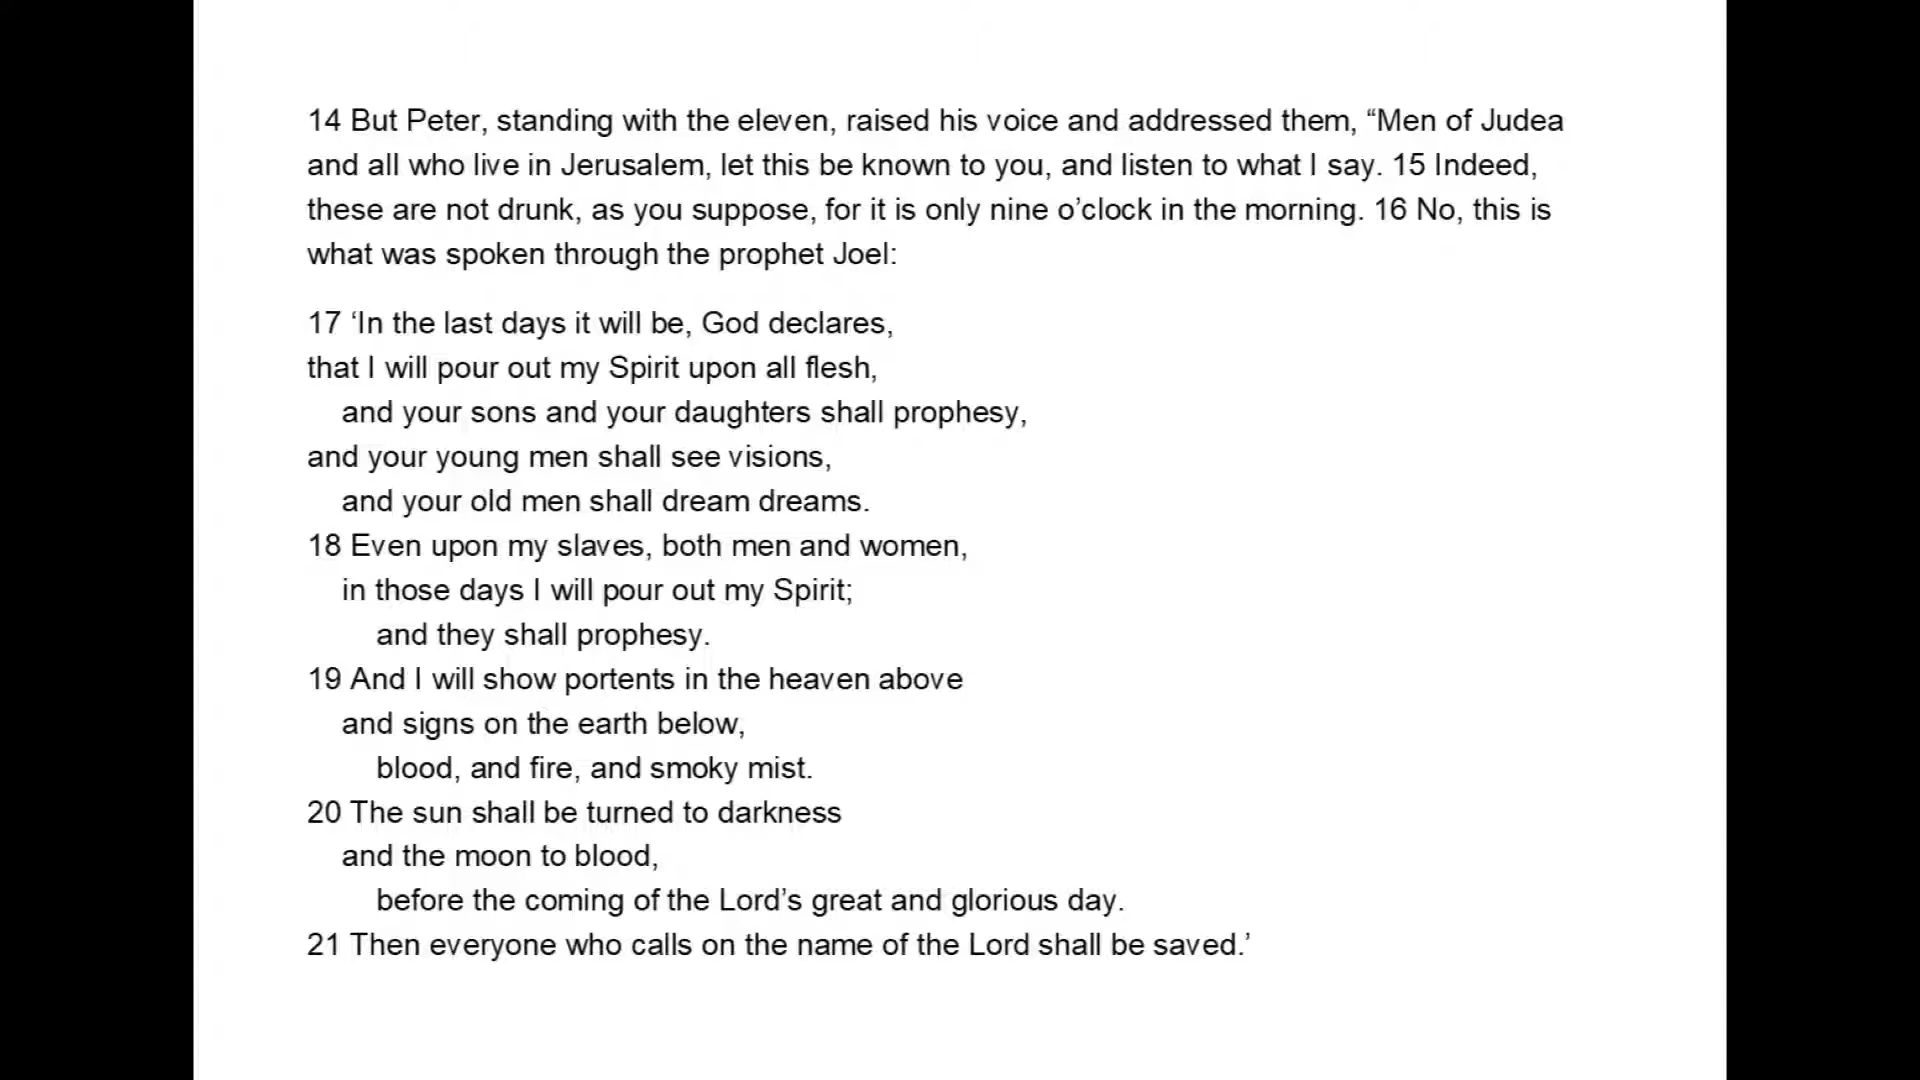 14 But Peter, standing with the eleven, raised his voice and addressed them, “Men of Judea
and all who live in Jerusalem, let this be known to you, and listen to what I say. 15 Indeed,
these are not drunk, as you suppose, for it is only nine o’clock in the morning. 16 No, this is
what was spoken through the prophet Joel:
17 ‘In the last days it will be, God declares,
that I will pour out my Spirit upon all flesh,
and your sons and your daughters shall prophesy,
and your young men shall see visions,
and your old men shall dream dreams.
18 Even upon my slaves, both men and women,
in those days I will pour out my Spirit;
and they shall prophesy.
19 And I will show portents in the heaven above
and signs on the earth below,
blood, and fire, and smoky mist.
20 The sun shall be turned to darkness
and the moon to blood,
before the coming of the Lord’s great and glorious day.
21 Then everyone who calls on the name of the Lord shall be saved.’